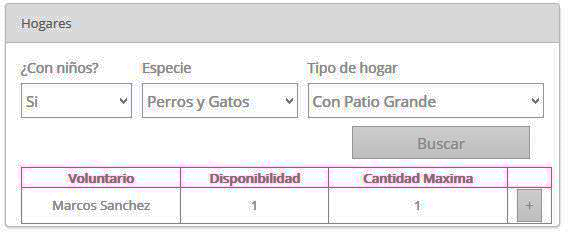 Hogares
¿Con niños? Especie Tipo de hogar
Si Perros y Gatos Con Patio Grande
Buscar
Voluntario Disponibilidad Cantidad Maxima
Marcos Sanchez 1 1 +